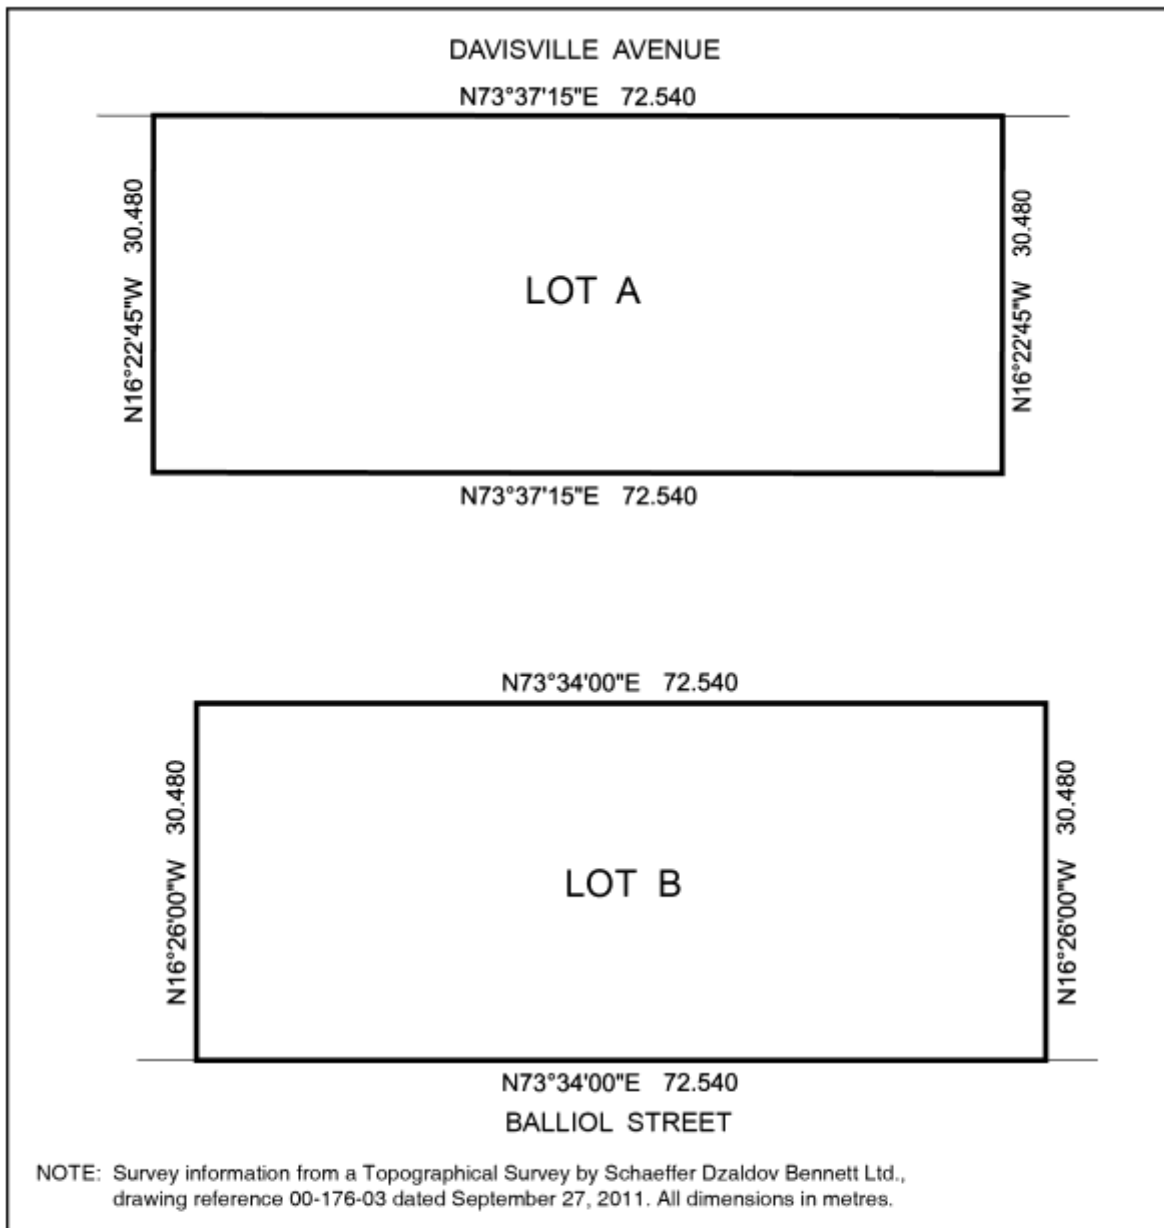 DAVISVILLE AVENUE
N73°37'15"E 72.540
N16°22'45"W 30.480
LOT A
N16°22'45"W 30.480
N73°37'15"E 72.540
N73°34'00"E 72.540
N16°26'00"W 30.480
LOT B
N16°26'00"W 30.480
N73°34'00"E 72.540
BALLIOL STREET
NOTE: Survey information from a Topographical Survey by Schaeffer Dzaldov Bennett Ltd.,
drawing reference 00-176-03 dated September 27, 2011. All dimensions in metres.